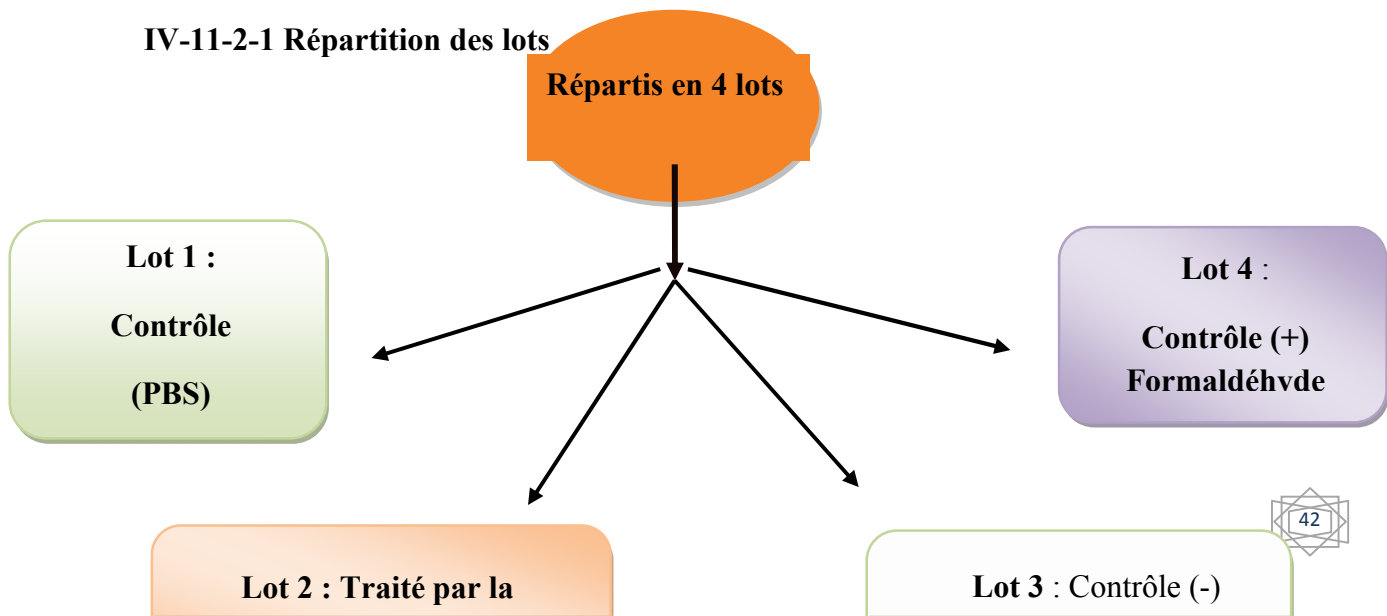 IV-11-2-1 Répartition des lots
Répartis en 4 lots
Lot 1 :
Contrôle
(PBS)
Lot 4 :
Contrôle (+)
Formaldéhyde
42
Lot 2 : Traité par la
Lot 3 : Contrôle (-)